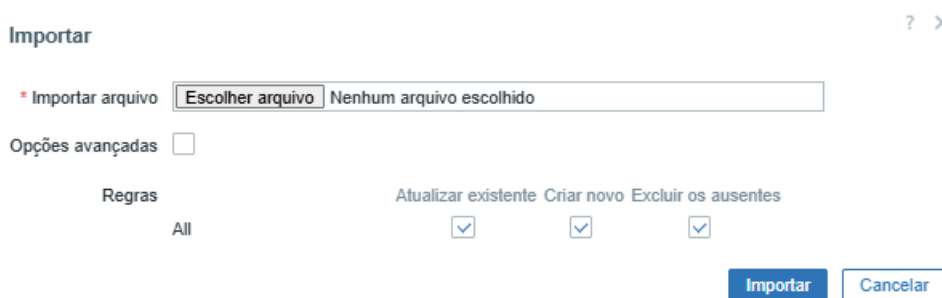 ? X
Importar
* Importar arquivo Escolher arquivo Nenhum arquivo escolhido
Opções avançadas
Regras Atualizar existente Criar novo Excluir os ausentes
All
Importar Cancelar